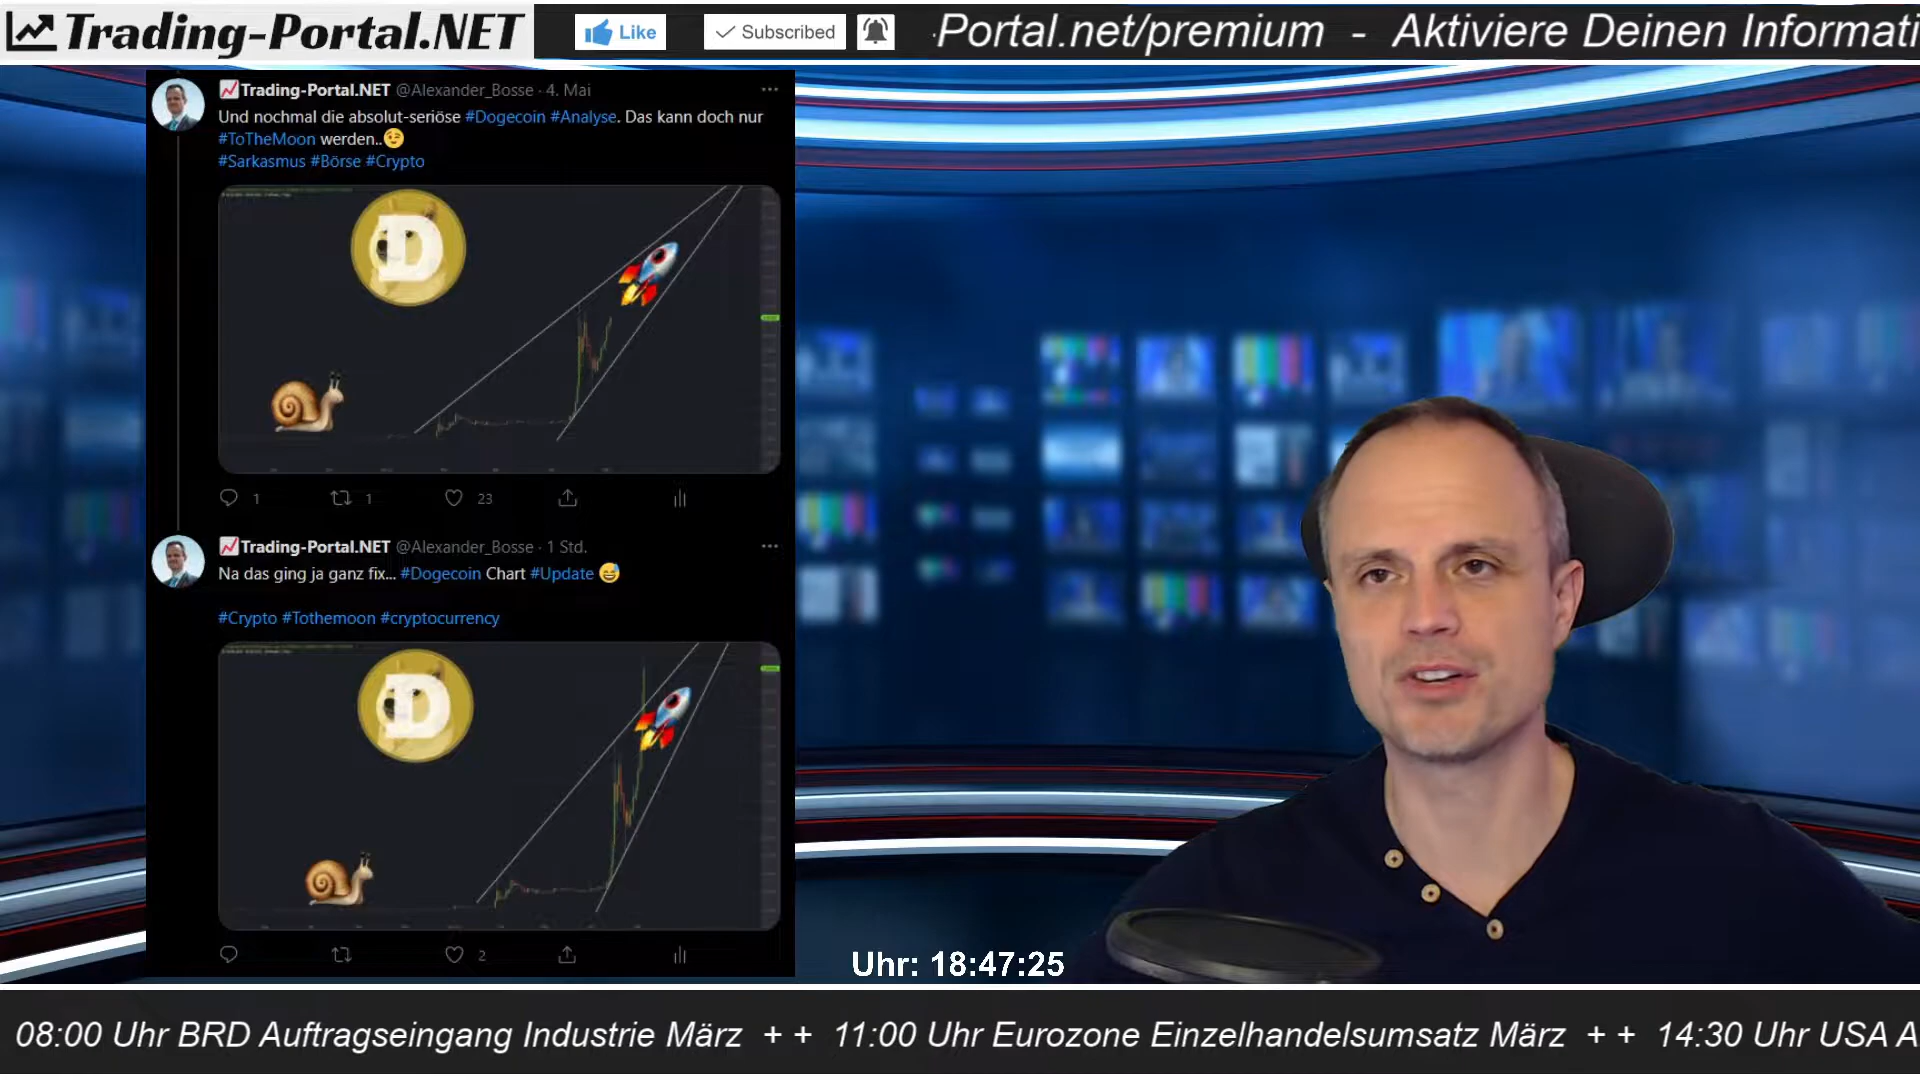 Trading-Portal.NET
Like
Subscribed
Portal.net/premium - Aktiviere Deinen Informati
Trading-Portal.NET @Alexander_Bosse · 4. Mai
Und nochmal die absolut-seriöse #Dogecoin #Analyse. Das kann doch nur
#ToTheMoon werden..😉
#Sarkasmus #Börse #Crypto
D
1
1
23
Trading-Portal.NET @Alexander_Bosse · 1 Std.
Na das ging ja ganz fix... #Dogecoin Chart #Update 😅
#Crypto #Tothemoon #cryptocurrency
D
2
Uhr: 18:47:25
08:00 Uhr BRD Auftragseingang Industrie März ++ 11:00 Uhr Eurozone Einzelhandelsumsatz März ++ 14:30 Uhr USA A